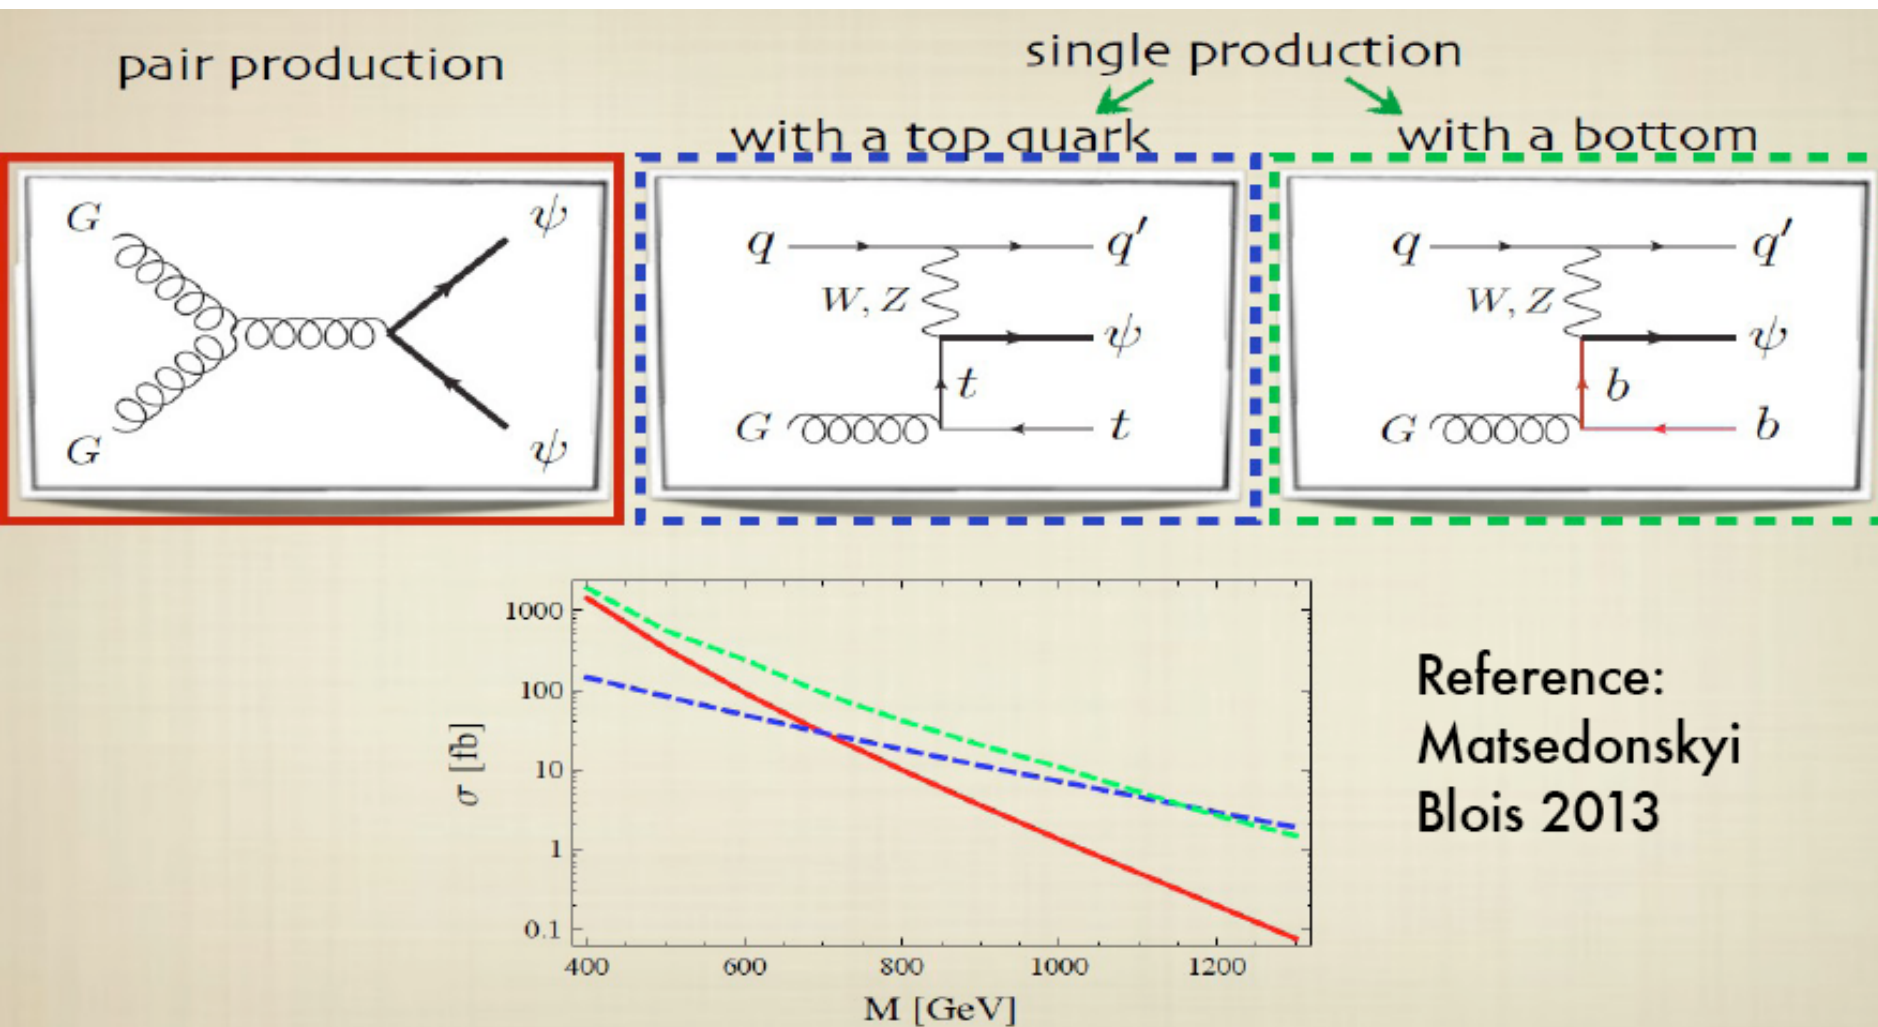 pair production
single production
with a top quark
with a bottom
G
ψ
G
ψ
q
q′
W, Z
ψ
t
G
t
q
q′
W, Z
ψ
b
G
b
1000
100
10
1
0.1
σ [fb]
400 600 800 1000 1200
M [GeV]
Reference:
Matsedonskyi
Blois 2013